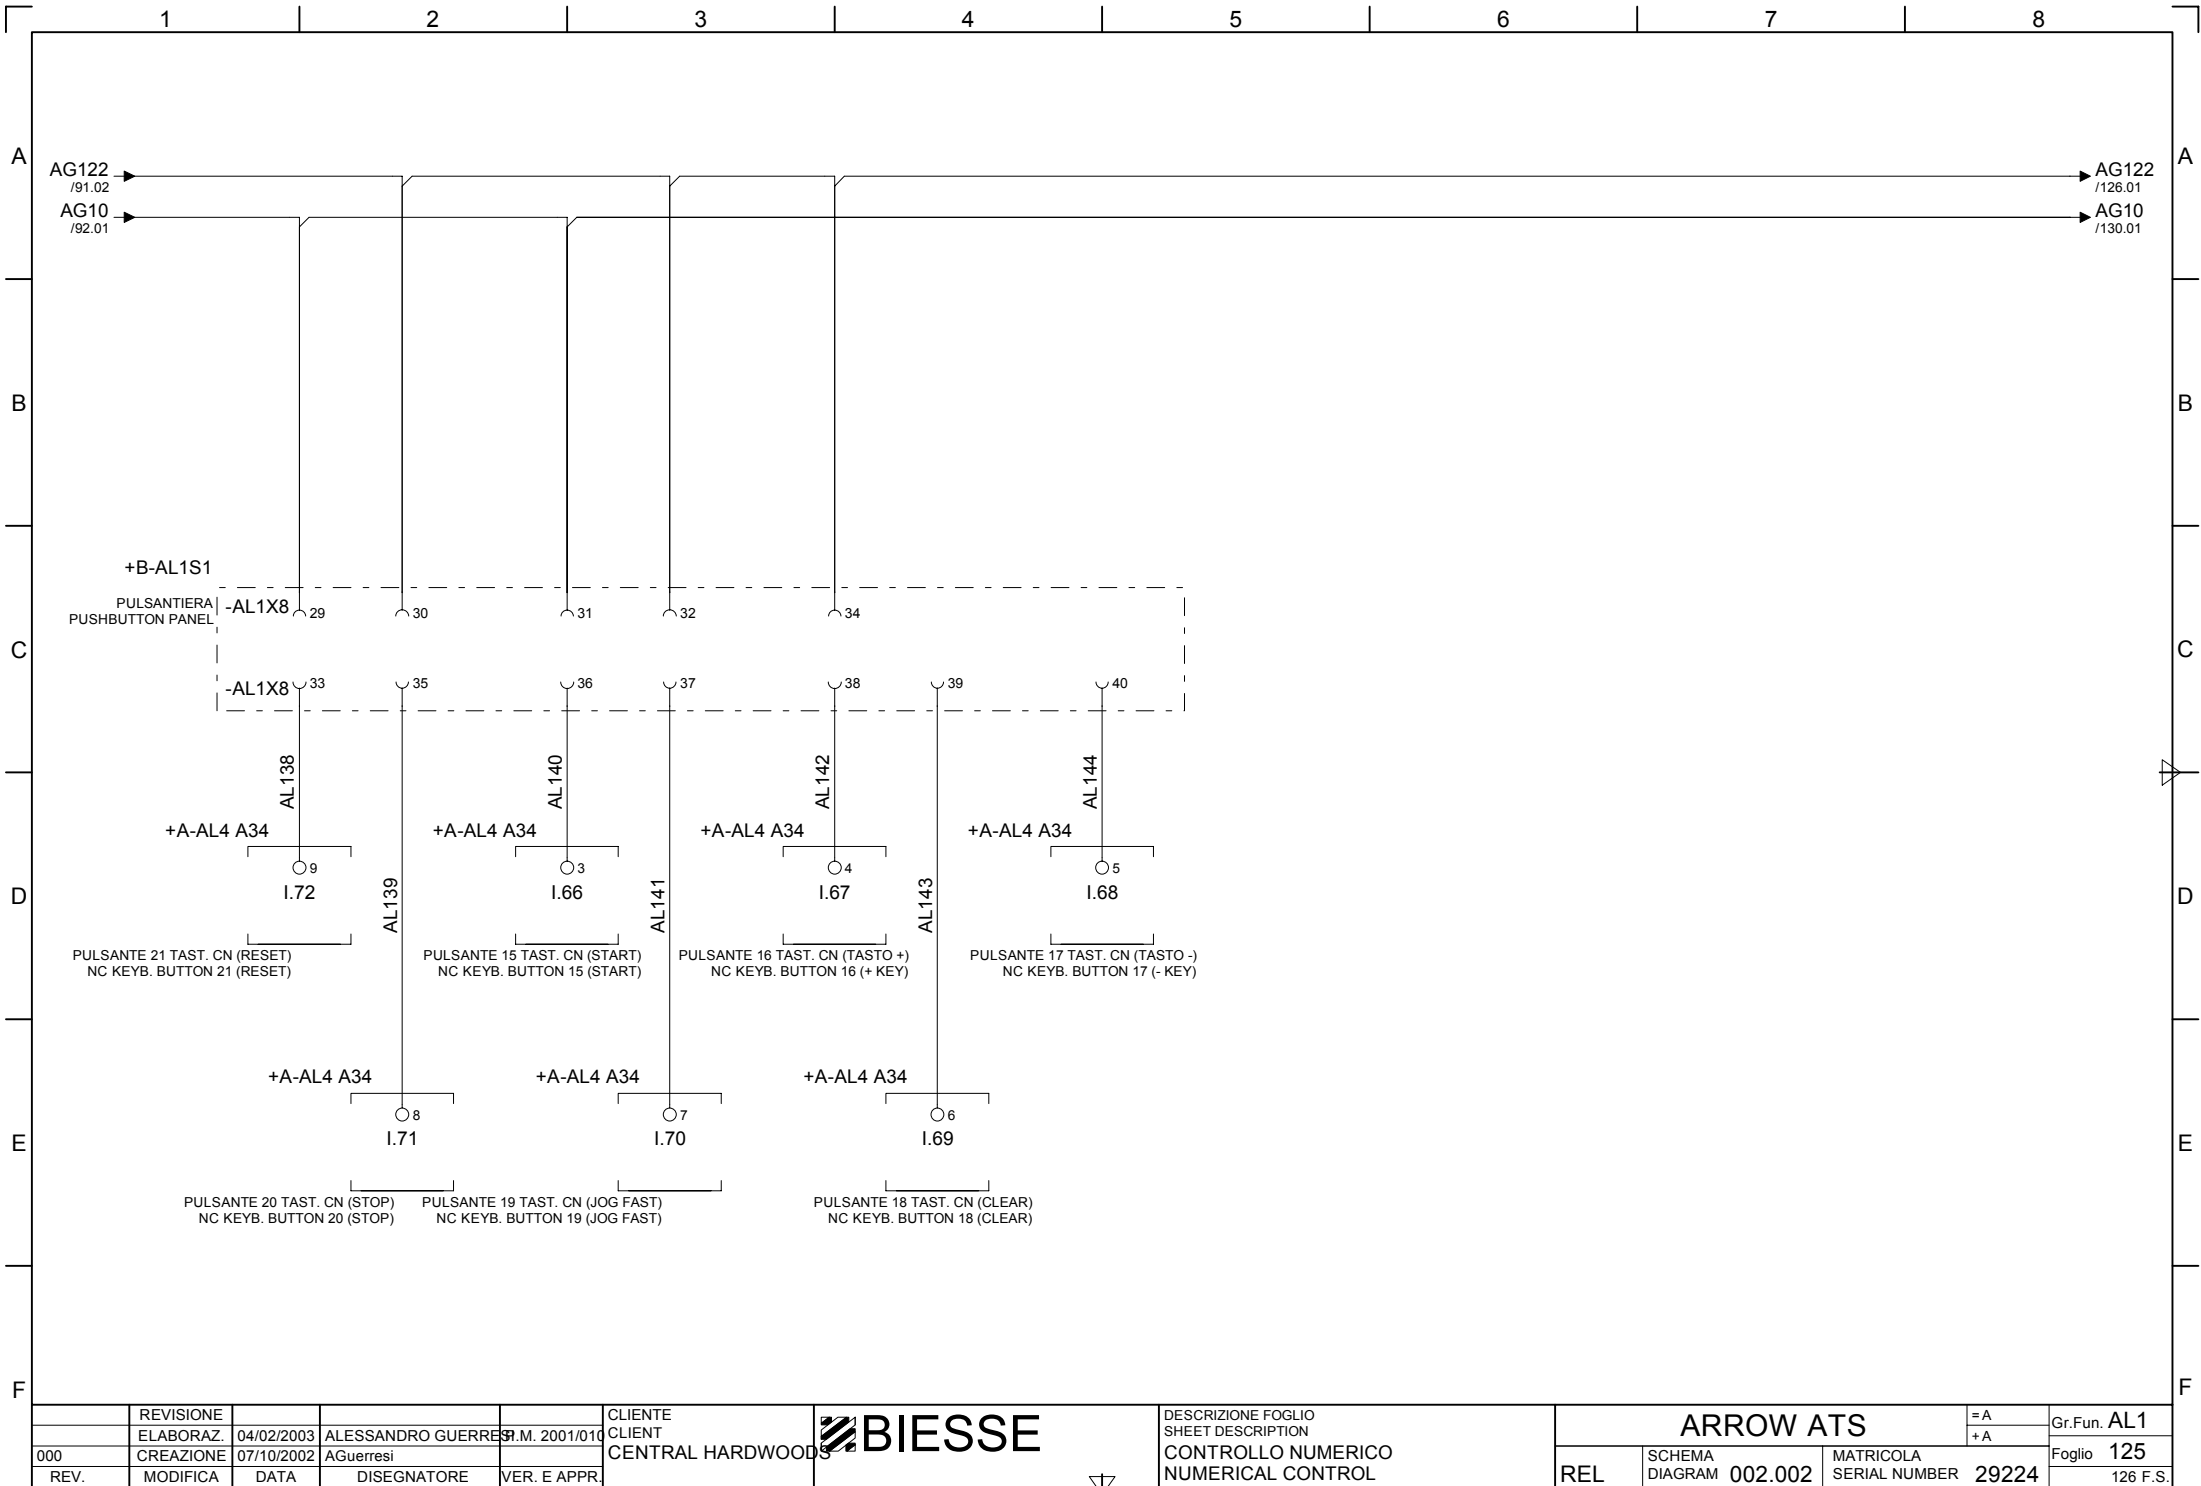 1 2 3 4 5 6 7 8
A A
AG122 AG122
/91.02 /126.01
AG10 AG10
/92.01 /130.01
B B
+B-AL1S1
PULSANTIERA
PUSHBUTTON PANEL
-AL1X8 29 30 31 32 34
C C
-AL1X8 33 35 36 37 38 39 40
AL138 AL140 AL142 AL144
+A-AL4 A34 +A-AL4 A34 +A-AL4 A34 +A-AL4 A34
9 3 4 5
I.72 I.66 I.67 I.68
D D
AL139 AL141 AL143
PULSANTE 21 TAST. CN (RESET) PULSANTE 15 TAST. CN (START) PULSANTE 16 TAST. CN (TASTO +) PULSANTE 17 TAST. CN (TASTO -)
NC KEYB. BUTTON 21 (RESET) NC KEYB. BUTTON 15 (START) NC KEYB. BUTTON 16 (+ KEY) NC KEYB. BUTTON 17 (- KEY)
+A-AL4 A34 +A-AL4 A34 +A-AL4 A34
8 7 6
I.71 I.70 I.69
E E
PULSANTE 20 TAST. CN (STOP) PULSANTE 19 TAST. CN (JOG FAST) PULSANTE 18 TAST. CN (CLEAR)
NC KEYB. BUTTON 20 (STOP) NC KEYB. BUTTON 19 (JOG FAST) NC KEYB. BUTTON 18 (CLEAR)
F F
REVISIONE
ELABORAZ. 04/02/2003 ALESSANDRO GUERRESI P.M. 2001/010
000 CREAZIONE 07/10/2002 AGuerresi
REV. MODIFICA DATA DISEGNATORE VER. E APPR.
CLIENTE
CLIENT
CENTRAL HARDWOODS
BIESSE
DESCRIZIONE FOGLIO
SHEET DESCRIPTION
CONTROLLO NUMERICO
NUMERICAL CONTROL
ARROW ATS
= A
+ A
REL
SCHEMA
DIAGRAM 002.002
MATRICOLA
SERIAL NUMBER 29224
Gr.Fun. AL1
Foglio 125
126 F.S.